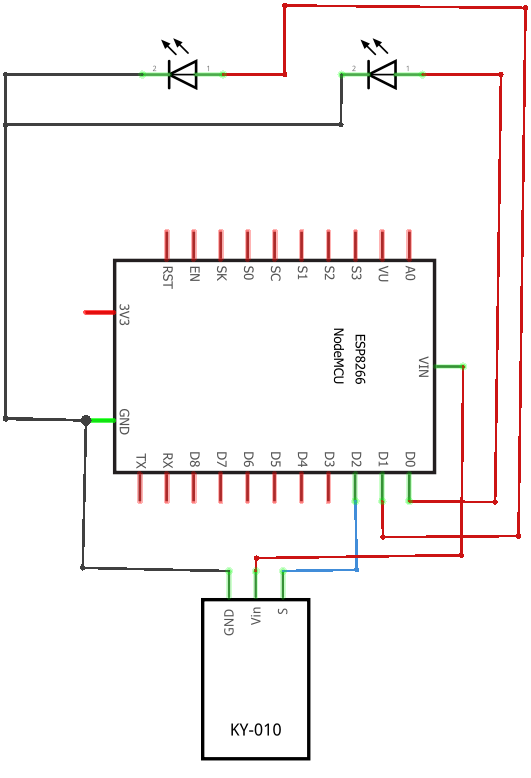 2 1 2 1
RST EN SK S0 SC S1 S2 S3 VU A0
3V3
ESP8266
NodeMCU
VIN
GND
TX RX D8 D7 D6 D5 D4 D3 D2 D1 D0
GND Vin S
KY-010